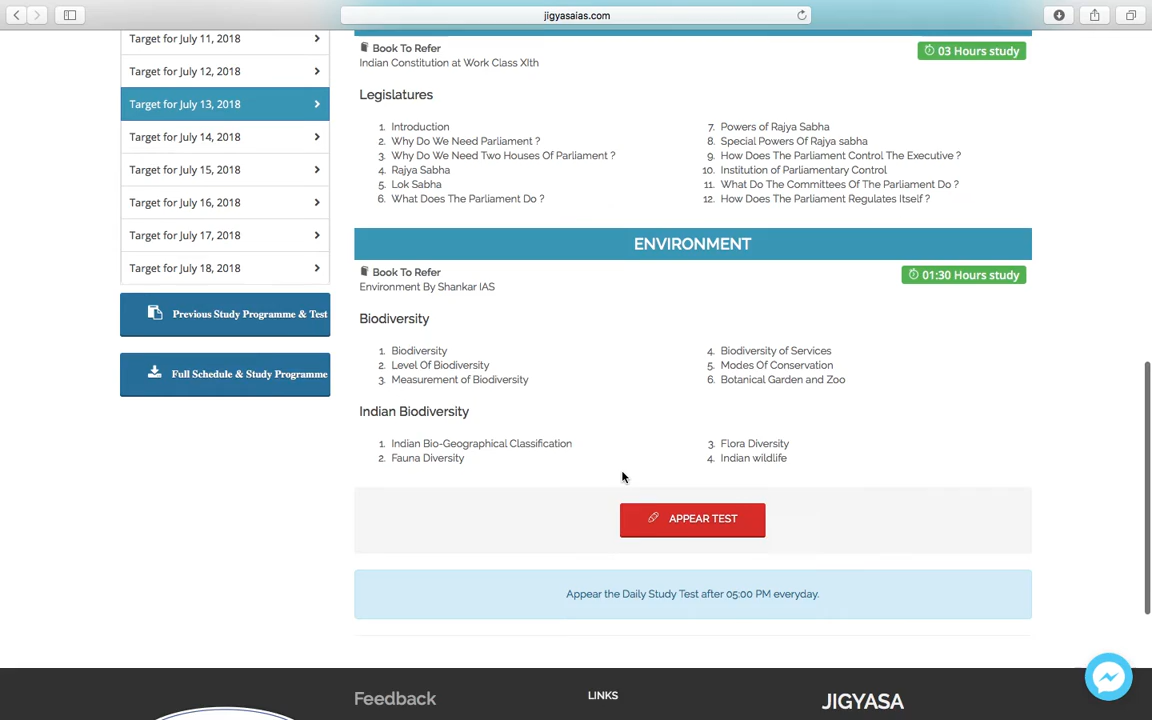 jigyasaias.com
Target for July 11, 2018
Target for July 12, 2018
Target for July 13, 2018
Target for July 14, 2018
Target for July 15, 2018
Target for July 16, 2018
Target for July 17, 2018
Target for July 18, 2018
Previous Study Programme & Test
Full Schedule & Study Programme
Book To Refer
03 Hours study
Indian Constitution at Work Class XIth
Legislatures
1. Introduction
2. Why Do We Need Parliament ?
3. Why Do We Need Two Houses Of Parliament ?
4. Rajya Sabha
5. Lok Sabha
6. What Does The Parliament Do ?
7. Powers of Rajya Sabha
8. Special Powers Of Rajya sabha
9. How Does The Parliament Control The Executive ?
10. Institution of Parliamentary Control
11. What Do The Committees Of The Parliament Do ?
12. How Does The Parliament Regulates Itself ?
ENVIRONMENT
Book To Refer
01:30 Hours study
Environment By Shankar IAS
Biodiversity
1. Biodiversity
2. Level Of Biodiversity
3. Measurement of Biodiversity
4. Biodiversity of Services
5. Modes Of Conservation
6. Botanical Garden and Zoo
Indian Biodiversity
1. Indian Bio-Geographical Classification
2. Fauna Diversity
3. Flora Diversity
4. Indian wildlife
APPEAR TEST
Appear the Daily Study Test after 05:00 PM everyday.
Feedback
LINKS
JIGYASA